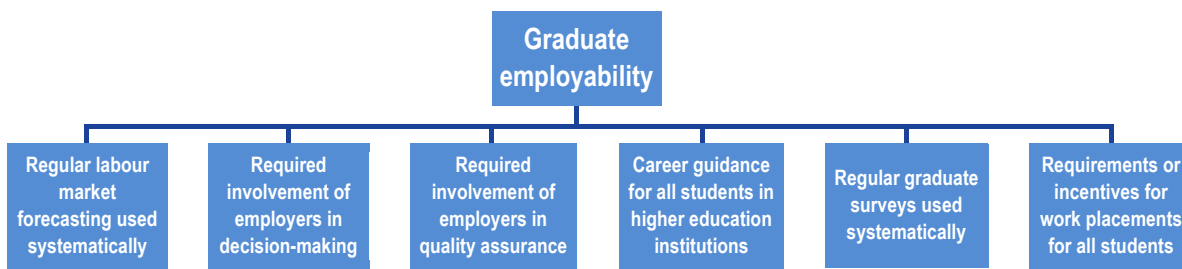 Graduate
employability
Regular labour
market
forecasting used
systematically
Required
involvement of
employers in
decision-making
Required
involvement of
employers in
quality assurance
Career guidance
for all students in
higher education
institutions
Regular graduate
surveys used
systematically
Requirements or
incentives for
work placements
for all students